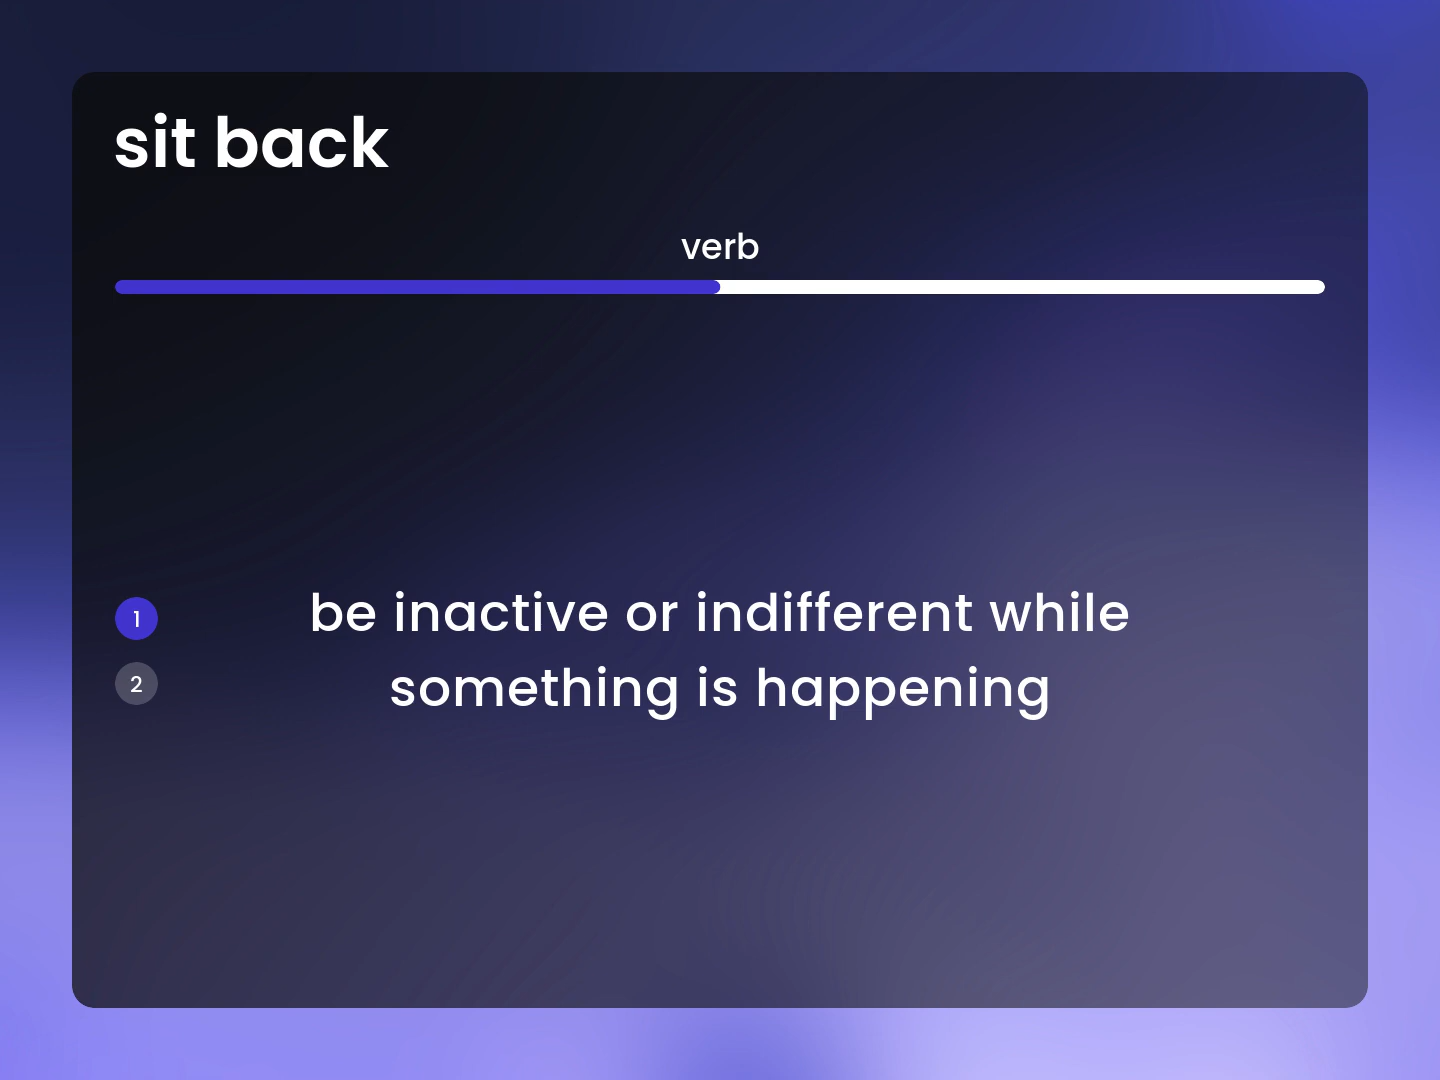 sit back
verb
1
be inactive or indifferent while
2
something is happening